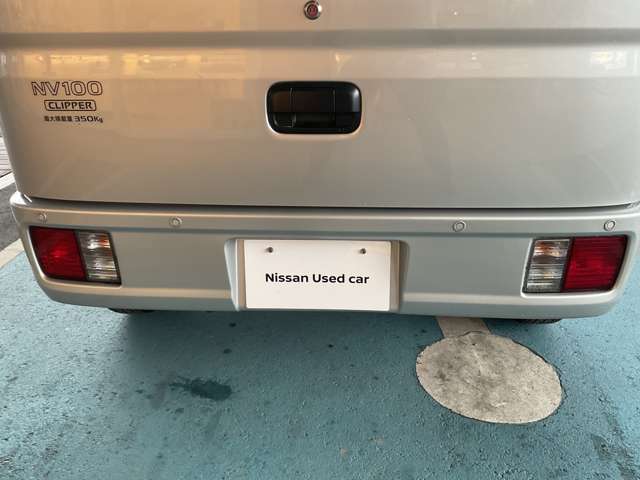 NV100
CLIPPER
最大積載量 350Kg
Nissan Used car